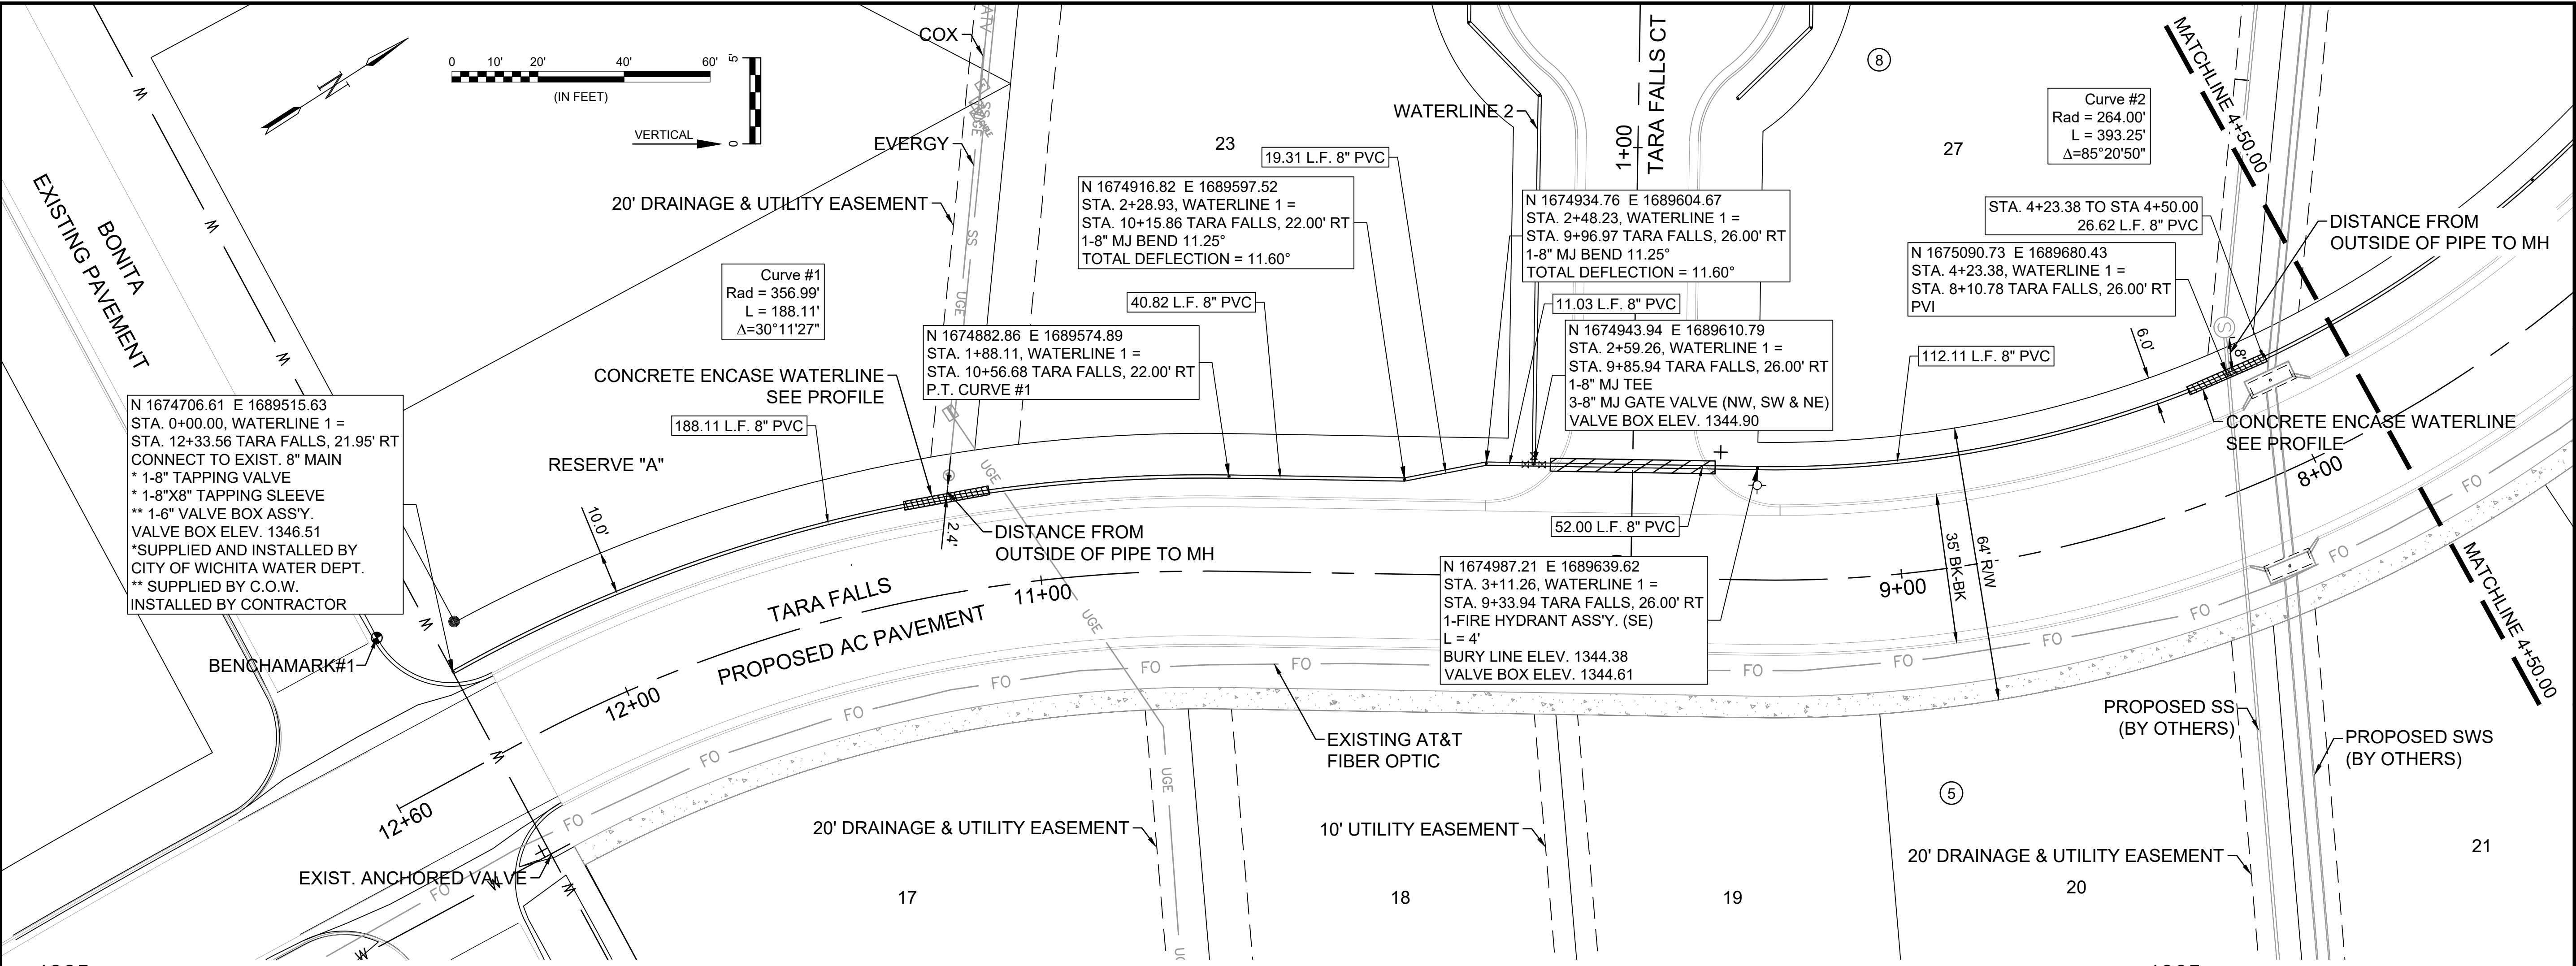 COX
ATV
0 10' 20' 40' 60'
(IN FEET)
5'
0
VERTICAL
N
EVERGY
SS
UGE
20' DRAINAGE & UTILITY EASEMENT
SS
UGE
BONITA
EXISTING PAVEMENT
W
W
W
W
W
W
W
W
23
WATERLINE 2
TARA FALLS CT
1+00
8
27
Curve #2
Rad = 264.00'
L = 393.25'
Δ=85°20'50"
MATCHLINE 4+50.00
19.31 L.F. 8" PVC
N 1674916.82 E 1689597.52
STA. 2+28.93, WATERLINE 1 =
STA. 10+15.86 TARA FALLS, 22.00' RT
1-8" MJ BEND 11.25°
TOTAL DEFLECTION = 11.60°
N 1674934.76 E 1689604.67
STA. 2+48.23, WATERLINE 1 =
STA. 9+96.97 TARA FALLS, 26.00' RT
1-8" MJ BEND 11.25°
TOTAL DEFLECTION = 11.60°
STA. 4+23.38 TO STA 4+50.00
26.62 L.F. 8" PVC
DISTANCE FROM
OUTSIDE OF PIPE TO MH
N 1675090.73 E 1689680.43
STA. 4+23.38, WATERLINE 1 =
STA. 8+10.78 TARA FALLS, 26.00' RT
PVI
Curve #1
Rad = 356.99'
L = 188.11'
Δ=30°11'27"
40.82 L.F. 8" PVC
11.03 L.F. 8" PVC
N 1674882.86 E 1689574.89
STA. 1+88.11, WATERLINE 1 =
STA. 10+56.68 TARA FALLS, 22.00' RT
P.T. CURVE #1
N 1674943.94 E 1689610.79
STA. 2+59.26, WATERLINE 1 =
STA. 9+85.94 TARA FALLS, 26.00' RT
1-8" MJ TEE
3-8" MJ GATE VALVE (NW, SW & NE)
VALVE BOX ELEV. 1344.90
112.11 L.F. 8" PVC
6.0'
S
CONCRETE ENCASE WATERLINE
SEE PROFILE
188.11 L.F. 8" PVC
N 1674706.61 E 1689515.63
STA. 0+00.00, WATERLINE 1 =
STA. 12+33.56 TARA FALLS, 21.95' RT
CONNECT TO EXIST. 8" MAIN
* 1-8" TAPPING VALVE
* 1-8"X8" TAPPING SLEEVE
** 1-6" VALVE BOX ASS'Y.
VALVE BOX ELEV. 1346.51
*SUPPLIED AND INSTALLED BY
CITY OF WICHITA WATER DEPT.
** SUPPLIED BY C.O.W.
INSTALLED BY CONTRACTOR
RESERVE "A"
10.0'
2.4'
UGE
DISTANCE FROM
OUTSIDE OF PIPE TO MH
CONCRETE ENCASE WATERLINE
SEE PROFILE
8+00
52.00 L.F. 8" PVC
35' BK-BK
64' R/W
N 1674987.21 E 1689639.62
STA. 3+11.26, WATERLINE 1 =
STA. 9+33.94 TARA FALLS, 26.00' RT
1-FIRE HYDRANT ASS'Y. (SE)
L = 4'
BURY LINE ELEV. 1344.38
VALVE BOX ELEV. 1344.61
9+00
11+00
TARA FALLS
PROPOSED AC PAVEMENT
UGE
BENCHAMARK#1
12+00
FO
FO
FO
FO
FO
FO
FO
FO
FO
FO
FO
FO
FO
FO
MATCHLINE 4+50.00
EXISTING AT&T
FIBER OPTIC
PROPOSED SS
(BY OTHERS)
PROPOSED SWS
(BY OTHERS)
12+60
UGE
5
20' DRAINAGE & UTILITY EASEMENT
10' UTILITY EASEMENT
20' DRAINAGE & UTILITY EASEMENT
EXIST. ANCHORED VALVE
17
18
19
20
21